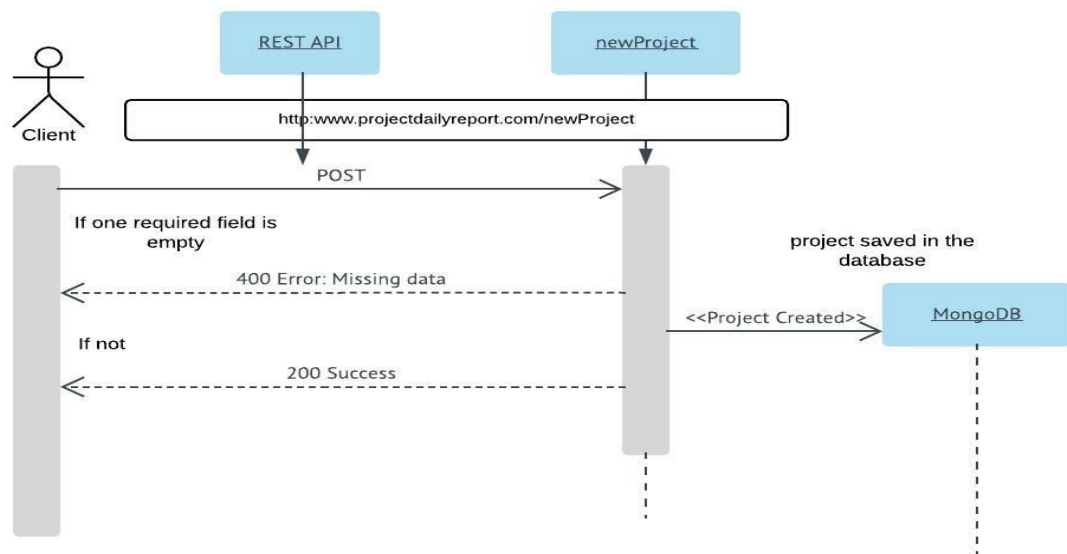 REST API
newProject
http:www.projectdailyreport.com/newProject
Client
POST
If one required field is
empty
project saved in the
database
400 Error: Missing data
<<Project Created>>
MongoDB
If not
200 Success